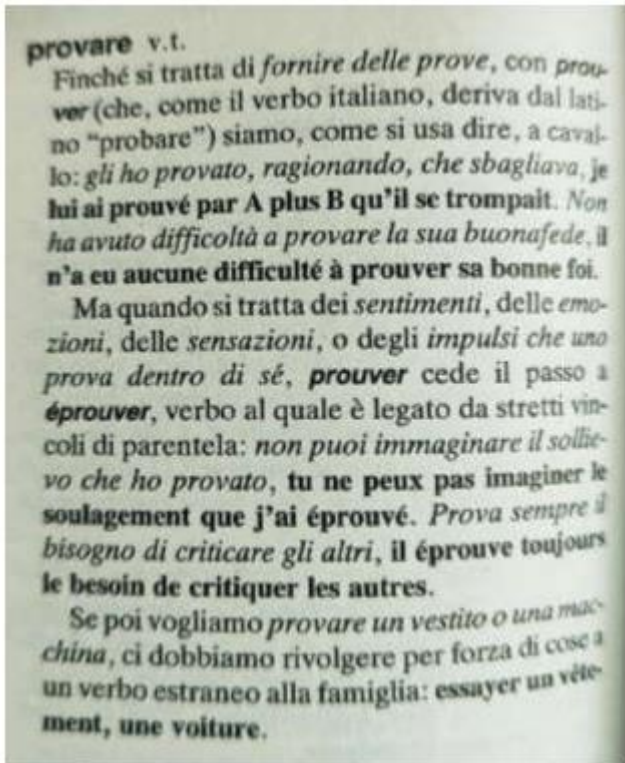 provare v.t.
Finché si tratta di fornire delle prove, con prou-
ver (che, come il verbo italiano, deriva dal lati-
no “probare”) siamo, come si usa dire, a caval-
lo: gli ho provato, ragionando, che sbagliava, je
lui ai prouvé par A plus B qu’il se trompait. Non
ha avuto difficoltà a provare la sua buonafede, il
n’a eu aucune difficulté à prouver sa bonne foi.
Ma quando si tratta dei sentimenti, delle emo-
zioni, delle sensazioni, o degli impulsi che uno
prova dentro di sé, prouver cede il passo a
éprouver, verbo al quale è legato da stretti vin-
coli di parentela: non puoi immaginare il sollie-
vo che ho provato, tu ne peux pas imaginer le
soulagement que j’ai éprouvé. Prova sempre il
bisogno di criticare gli altri, il éprouve toujours
le besoin de critiquer les autres.
Se poi vogliamo provare un vestito o una mac-
china, ci dobbiamo rivolgere per forza di cose a
un verbo estraneo alla famiglia: essayer un vête-
ment, une voiture.